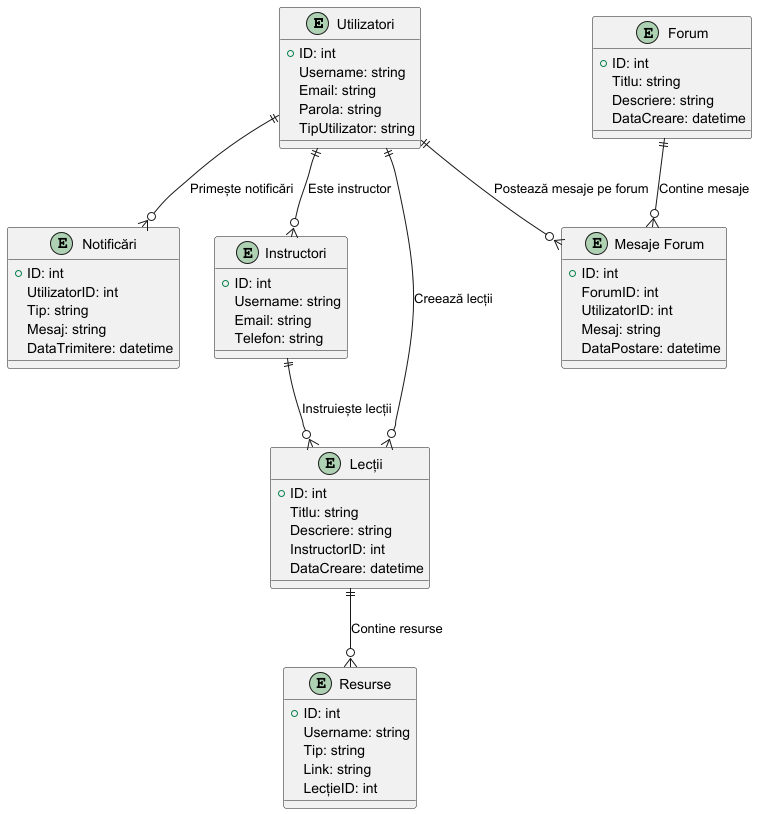 E Utilizatori
ID: int
Username: string
Email: string
Parola: string
TipUtilizator: string
E Forum
ID: int
Titlu: string
Descriere: string
DataCreare: datetime
Primește notificări
Este instructor
Postează mesaje pe forum
Contine mesaje
E Notificări
ID: int
UtilizatorID: int
Tip: string
Mesaj: string
DataTrimitere: datetime
E Instructori
ID: int
Username: string
Email: string
Telefon: string
Creează lecții
E Mesaje Forum
ID: int
ForumID: int
UtilizatorID: int
Mesaj: string
DataPostare: datetime
Instruiește lecții
E Lecții
ID: int
Titlu: string
Descriere: string
InstructorID: int
DataCreare: datetime
Contine resurse
E Resurse
ID: int
Username: string
Tip: string
Link: string
LecțieID: int